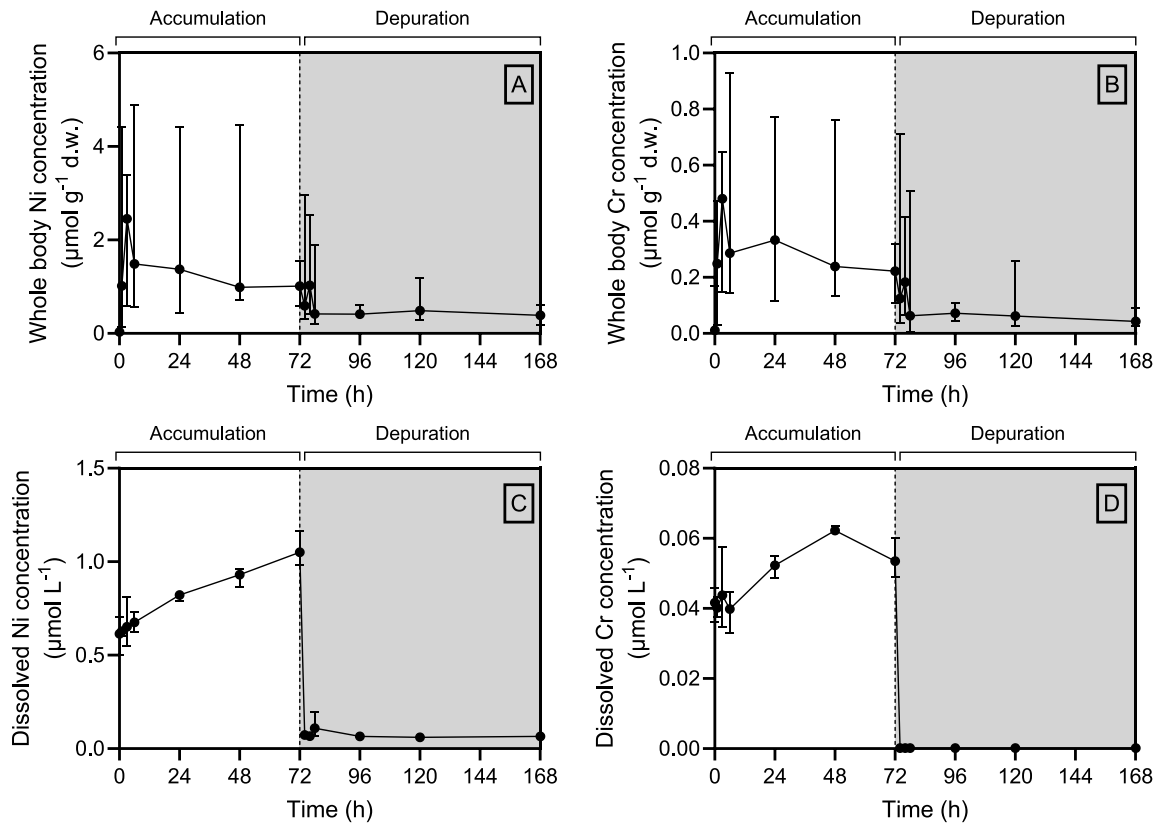 Accumulation Depuration
A
Whole body Ni concentration
(µmol g⁻¹ d.w.)
6
4
2
0
0 24 48 72 96 120 144 168
Time (h)
Accumulation Depuration
B
Whole body Cr concentration
(µmol g⁻¹ d.w.)
1.0
0.8
0.6
0.4
0.2
0.0
0 24 48 72 96 120 144 168
Time (h)
Accumulation Depuration
C
Dissolved Ni concentration
(µmol L⁻¹)
1.5
1.0
0.5
0.0
0 24 48 72 96 120 144 168
Time (h)
Accumulation Depuration
D
Dissolved Cr concentration
(µmol L⁻¹)
0.08
0.06
0.04
0.02
0.00
0 24 48 72 96 120 144 168
Time (h)